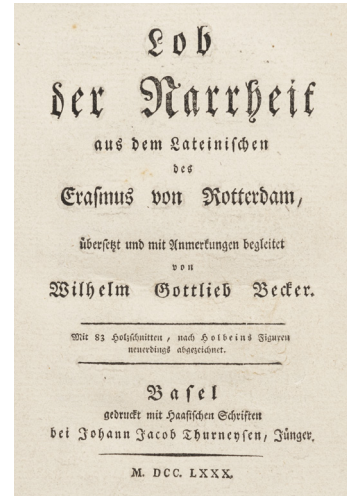 Lob
der Narrheit
aus dem Lateinischen
des
Erasmus von Rotterdam,
übersetzt und mit Anmerkungen begleitet
von
Wilhelm Gottlieb Becker.
Mit 83 Holzschnitten, nach Holbeins Figuren
neuerdings abgezeichnet.
Basel
gedruckt mit Haasischen Schriften
bei Johann Jacob Thurneysen, Jünger.
M. DCC. LXXX.